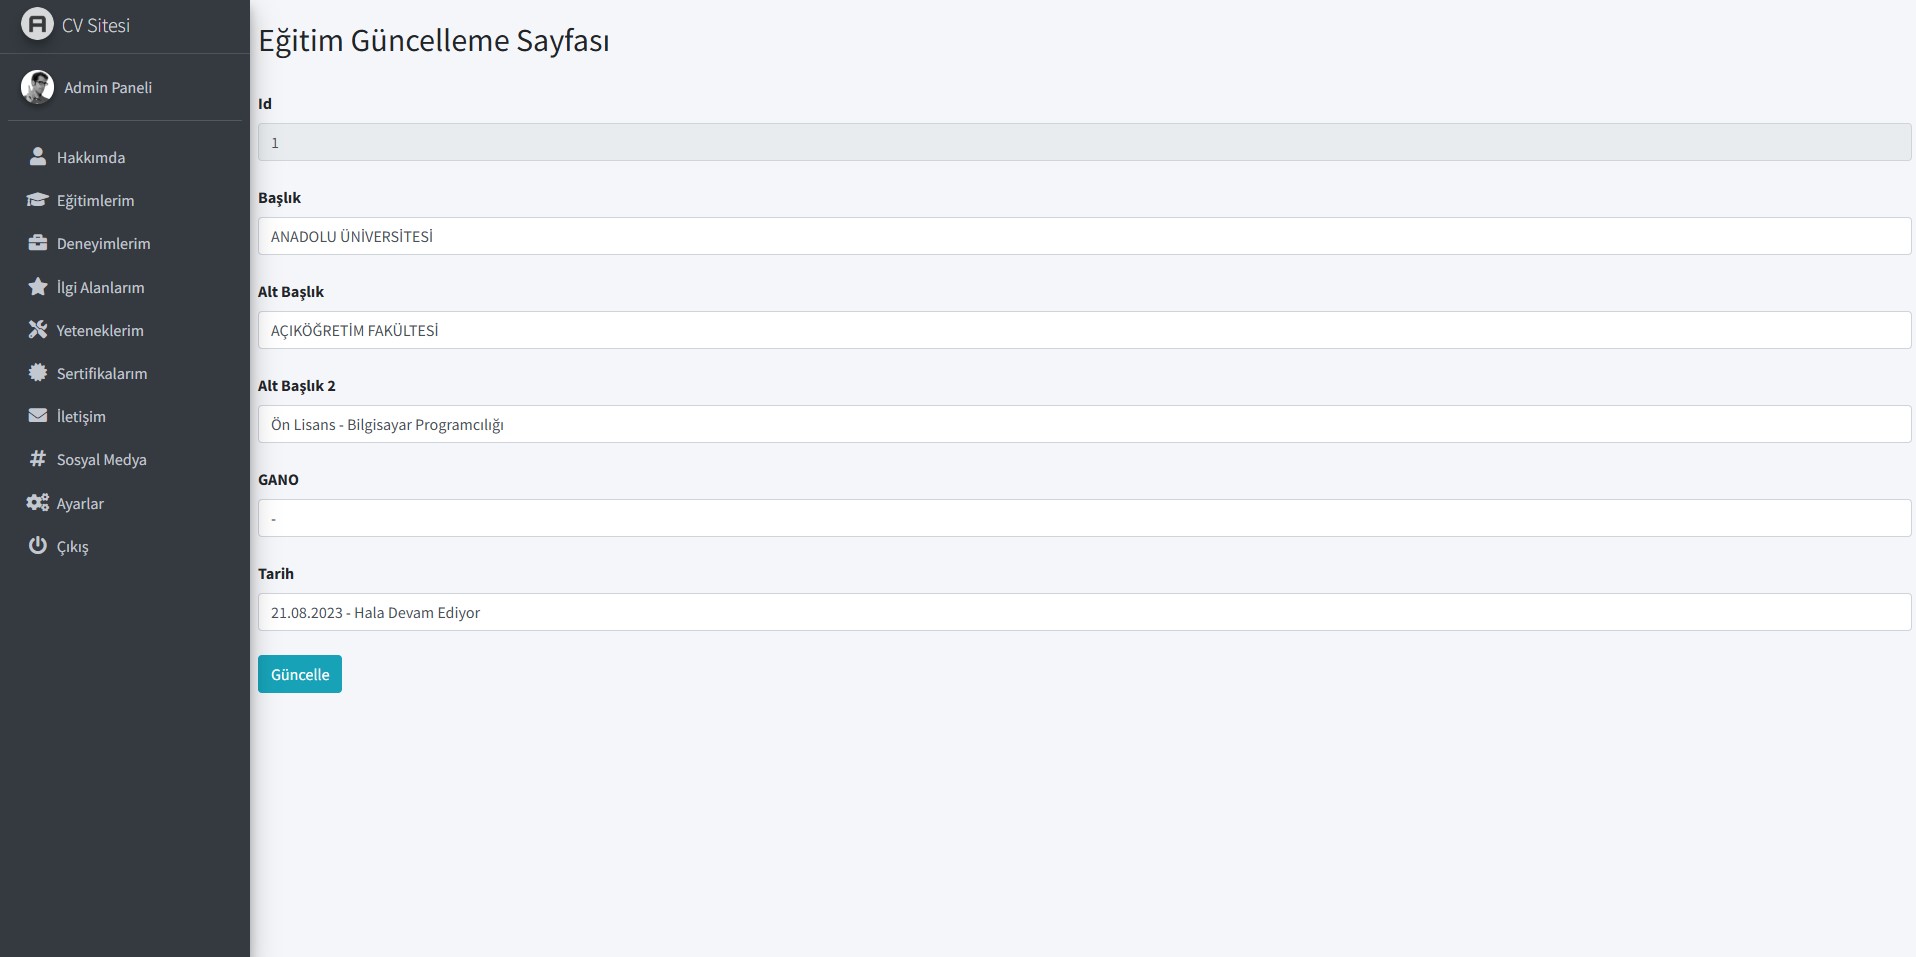 CV Sitesi
Admin Paneli
Hakkımda
Eğitimlerim
Deneyimlerim
İlgi Alanlarım
Yeteneklerim
Sertifikalarım
İletişim
Sosyal Medya
Ayarlar
Çıkış
Eğitim Güncelleme Sayfası
Id
1
Başlık
ANADOLU ÜNİVERSİTESİ
Alt Başlık
AÇIKÖĞRETİM FAKÜLTESİ
Alt Başlık 2
Ön Lisans - Bilgisayar Programcılığı
GANO
-
Tarih
21.08.2023 - Hala Devam Ediyor
Güncelle